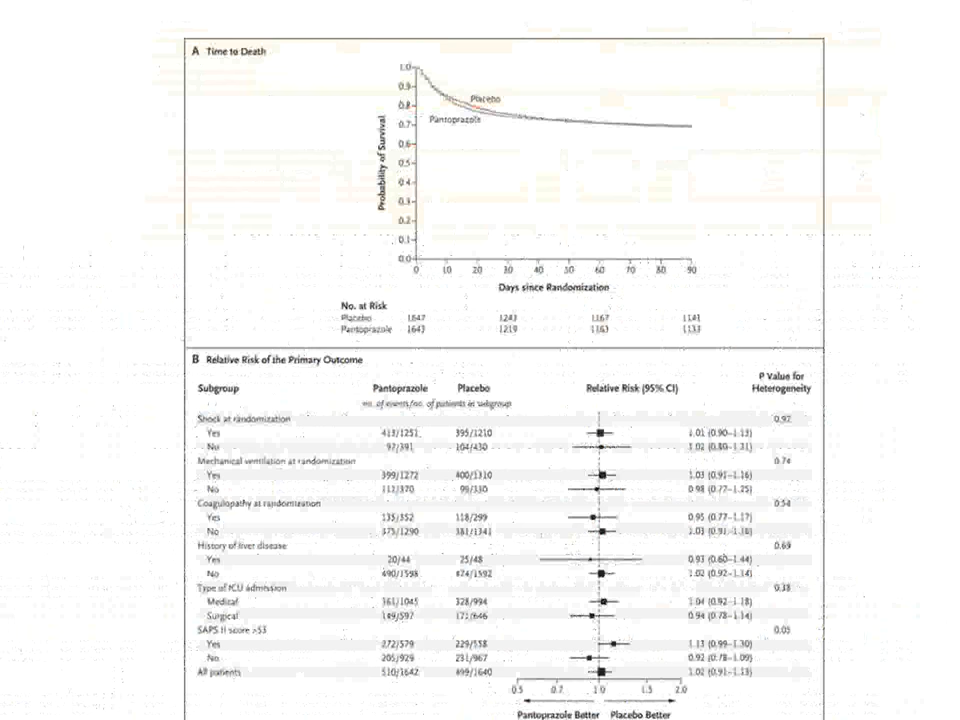 A Time to Death
1.0
0.9
0.8
0.7
0.6
0.5
0.4
0.3
0.2
0.1
0.0
Probability of Survival
Placebo
Pantoprazole
0 10 20 30 40 50 60 70 80 90
Days since Randomization
No. at Risk
Placebo 1647 1243 1167 1141
Pantoprazole 1643 1219 1163 1133
B Relative Risk of the Primary Outcome
Subgroup Pantoprazole Placebo Relative Risk (95% CI) P Value for Heterogeneity
no. of events/no. of patients in subgroup
Shock at randomization 0.92
Yes 413/1251 395/1210 1.01 (0.90–1.13)
No 97/391 104/430 1.02 (0.80–1.31)
Mechanical ventilation at randomization 0.74
Yes 399/1272 400/1310 1.03 (0.91–1.16)
No 112/370 99/330 0.98 (0.77–1.25)
Coagulopathy at randomization 0.54
Yes 135/352 118/299 0.95 (0.77–1.17)
No 375/1290 381/1341 1.03 (0.91–1.16)
History of liver disease 0.69
Yes 20/44 25/48 0.93 (0.60–1.44)
No 490/1598 474/1592 1.02 (0.92–1.14)
Type of ICU admission 0.38
Medical 361/1045 328/994 1.04 (0.92–1.18)
Surgical 149/597 171/646 0.94 (0.78–1.14)
SAPS II score >53 0.05
Yes 272/579 229/558 1.13 (0.99–1.30)
No 205/929 231/967 0.92 (0.78–1.09)
All patients 510/1642 499/1640 1.02 (0.91–1.13)
0.5 0.7 1.0 1.5 2.0
Pantoprazole Better Placebo Better